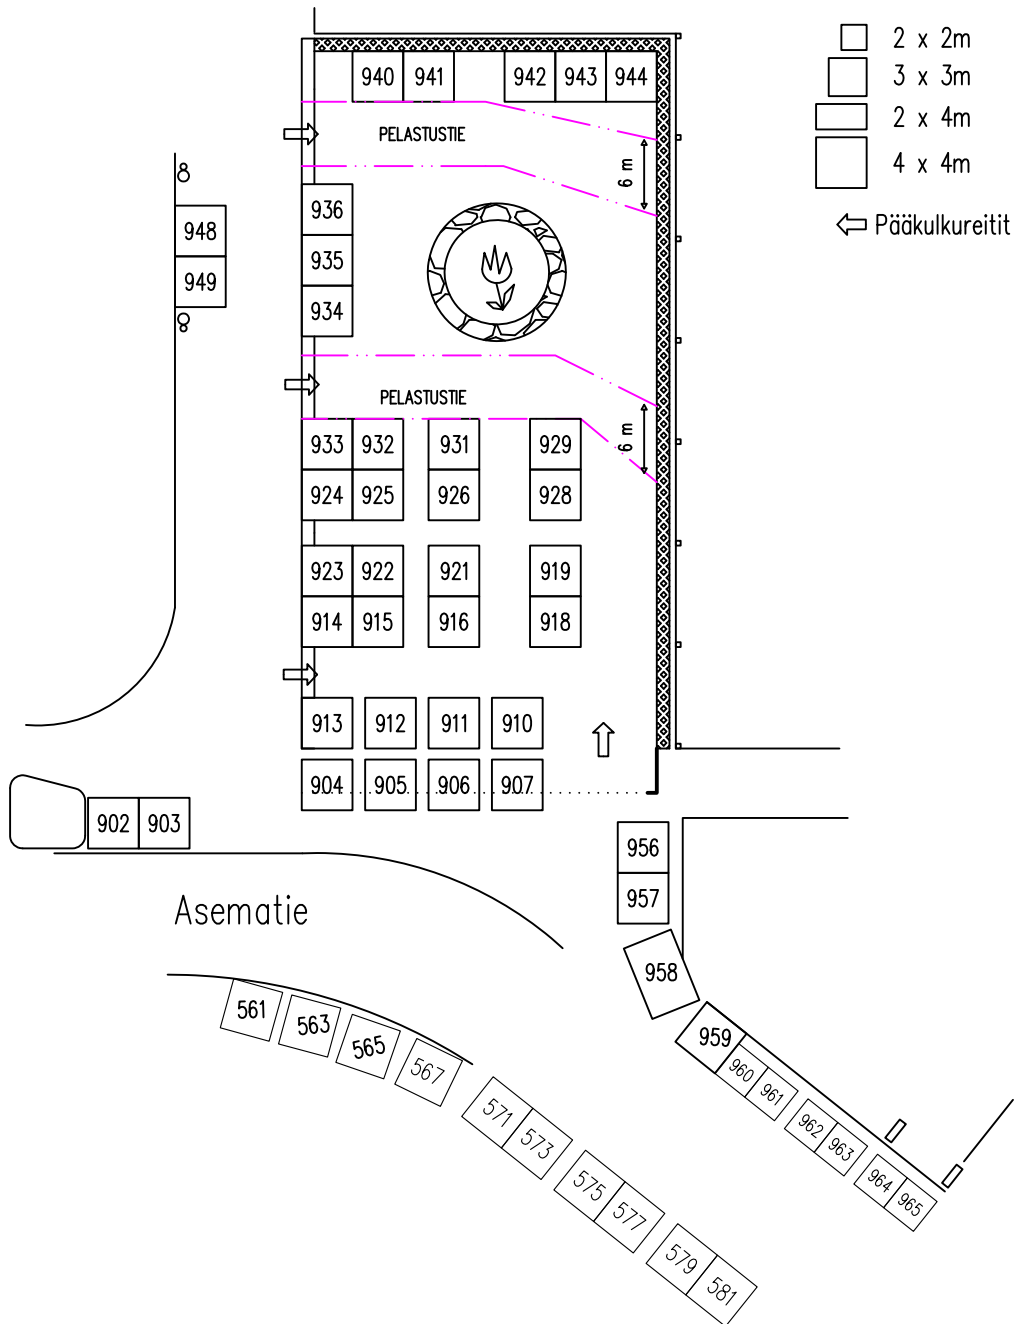 2 x 2m
3 x 3m
2 x 4m
4 x 4m
Pääkulkureitit
940 941 942 943 944
PELASTUSTIE
6 m
936
935
934
948
949
PELASTUSTIE
6 m
933 932 931 929
924 925 926 928
923 922 921 919
914 915 916 918
913 912 911 910
904 905 906 907
902 903
956
957
958
959
960
961
962
963
964
965
Asematie
561
563
565
567
571
573
575
577
579
581